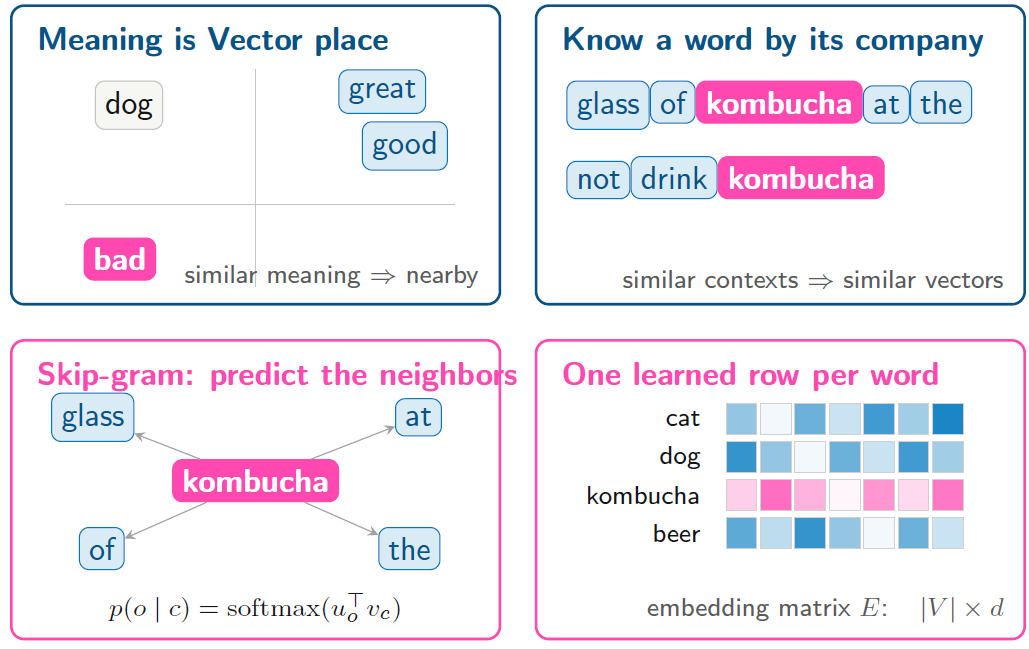 Meaning is Vector place
dog
great
good
bad
similar meaning ⇒ nearby
Know a word by its company
glass of kombucha at the
not drink kombucha
similar contexts ⇒ similar vectors
Skip-gram: predict the neighbors
glass
at
kombucha
of
the
p(o | c) = softmax(u_o^⊤ v_c)
One learned row per word
cat
dog
kombucha
beer
embedding matrix E: |V| × d